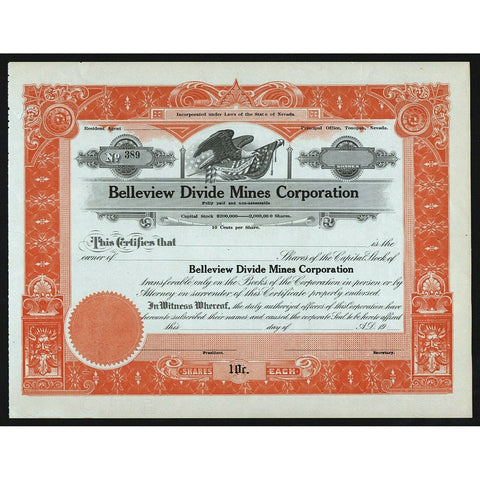 Incorporated under Laws of the State of Nevada.
Resident Agent
Principal Office, Tonopah, Nevada.
No 389
SHARES
Belleview Divide Mines Corporation
Fully paid and non-assessable
Capital Stock $200,000 2,000,000 Shares.
10 Cents per Share.
This Certifies that is the
owner of Shares of the Capital Stock of
Belleview Divide Mines Corporation
transferable only on the Books of the Corporation in person or by
Attorney on surrender of this Certificate properly endorsed.
In Witness Whereof, the duly authorized officers of this Corporation have
hereunto subscribed their names and caused the corporate Seal to be hereto affixed
this day of A.D. 19
President.
Secretary.
SHARES 10c. EACH